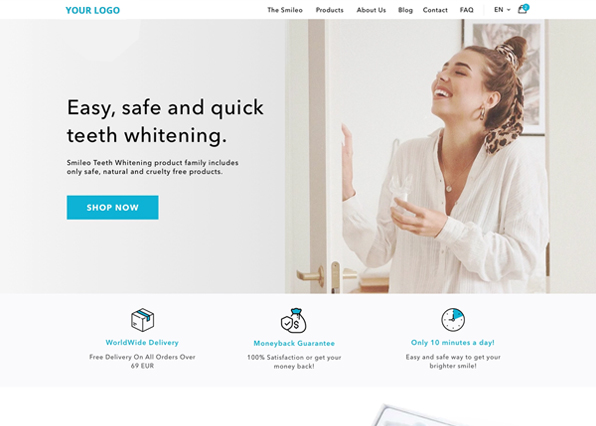 YOUR LOGO
The Smileo Products About Us Blog Contact FAQ EN
Easy, safe and quick
teeth whitening.
Smileo Teeth Whitening product family includes
only safe, natural and cruelty free products.
SHOP NOW
WorldWide Delivery
Free Delivery On All Orders Over
69 EUR
Moneyback Guarantee
100% Satisfaction or get your
money back!
Only 10 minutes a day!
Easy and safe way to get your
brighter smile!